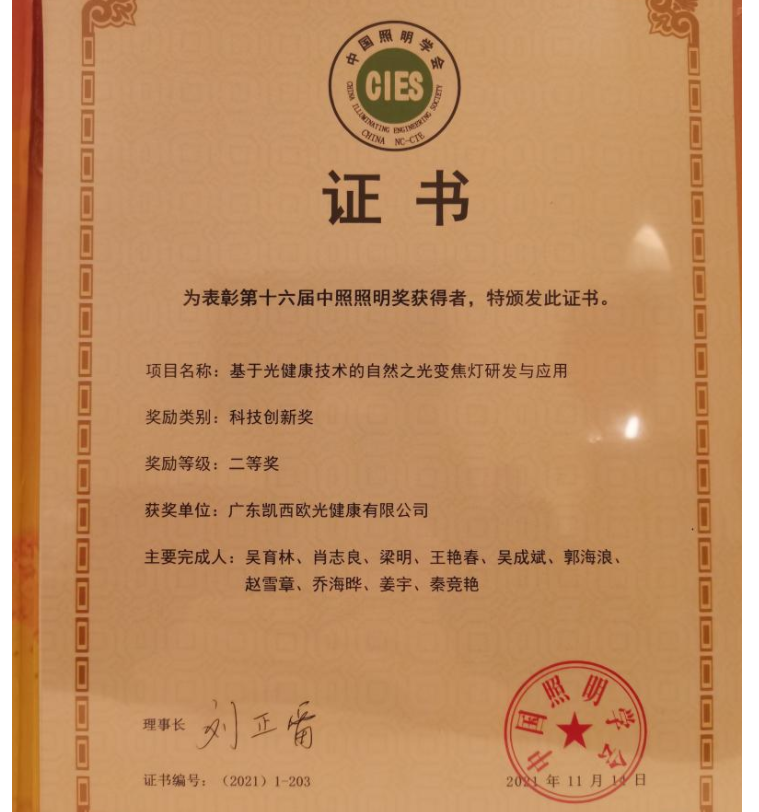 中国照明学会
CIES
CHINA ILLUMINATING ENGINEERING SOCIETY
CHINA NC-CIE
证书
为表彰第十六届中照照明奖获得者，特颁发此证书。
项目名称：基于光健康技术的自然之光变焦灯研发与应用
奖励类别：科技创新奖
奖励等级：二等奖
获奖单位：广东凯西欧光健康有限公司
主要完成人：吴育林、肖志良、梁明、王艳春、吴成斌、郭海浪、
赵雪章、乔海晔、姜宇、秦竞艳
中国照明学会
理事长 刘正雷
证书编号：（2021）1-203
2021 年 11 月 11 日